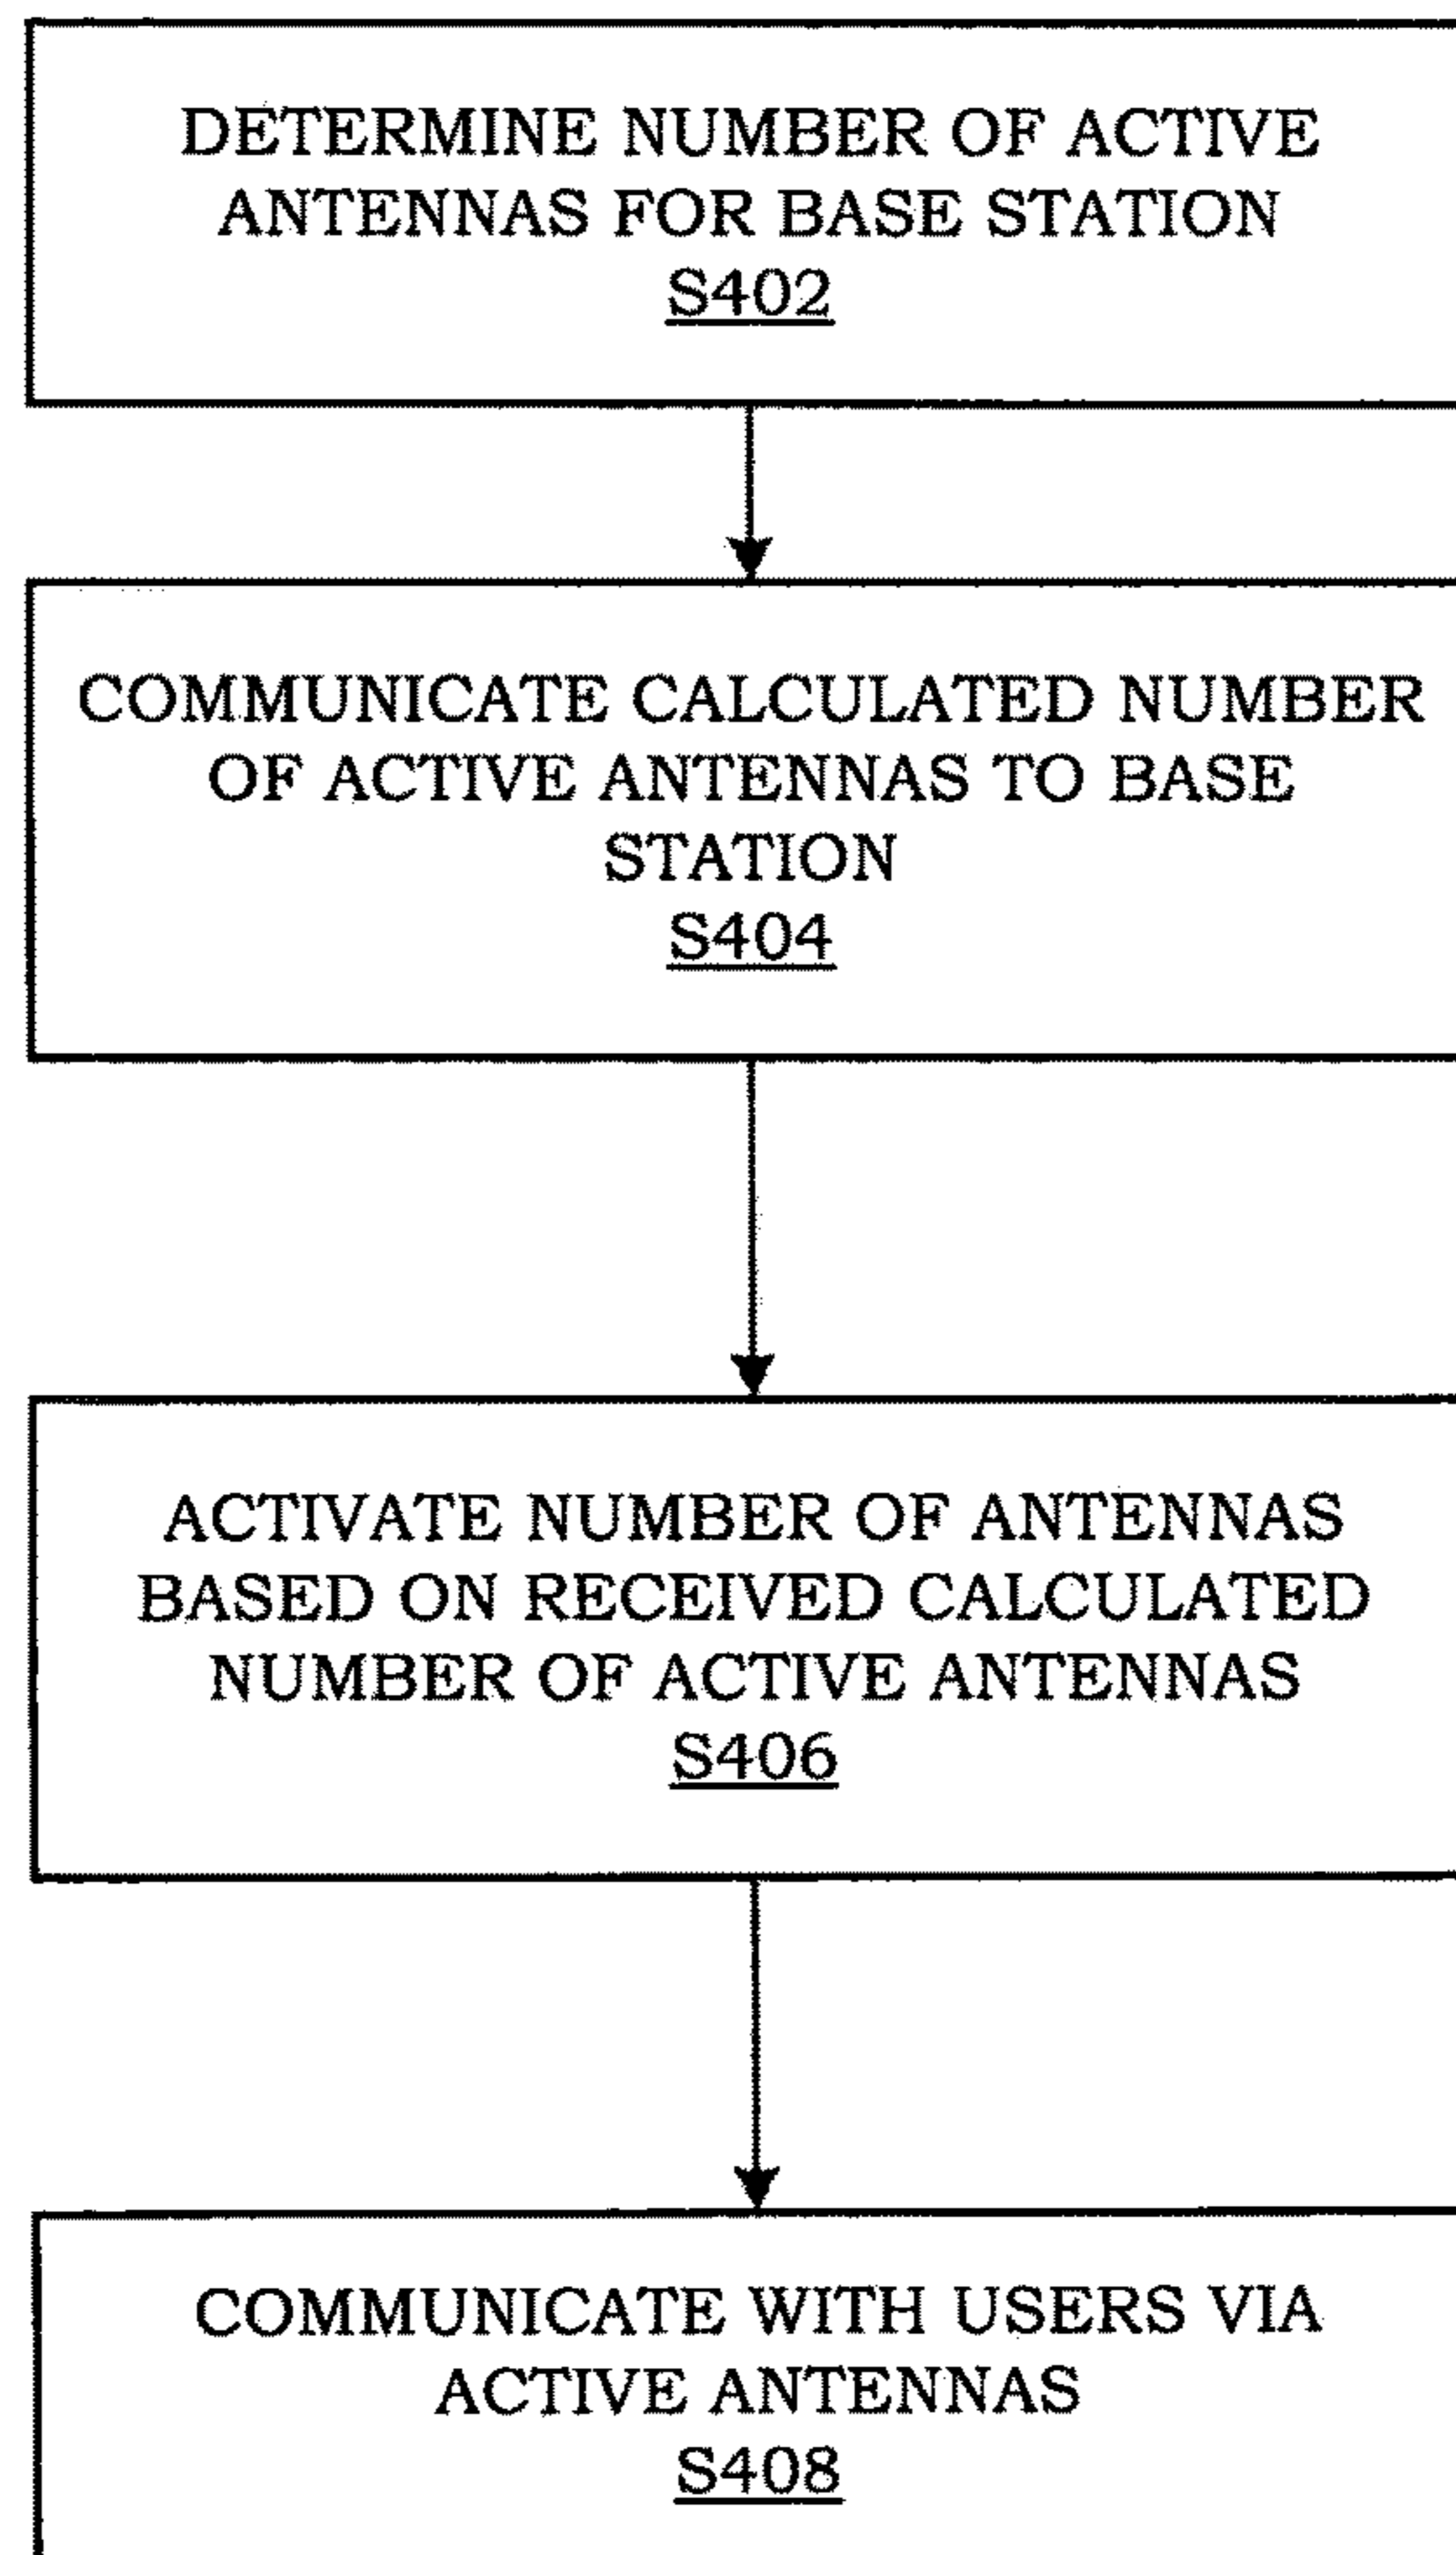 DETERMINE NUMBER OF ACTIVE
ANTENNAS FOR BASE STATION
S402
COMMUNICATE CALCULATED NUMBER
OF ACTIVE ANTENNAS TO BASE
STATION
S404
ACTIVATE NUMBER OF ANTENNAS
BASED ON RECEIVED CALCULATED
NUMBER OF ACTIVE ANTENNAS
S406
COMMUNICATE WITH USERS VIA
ACTIVE ANTENNAS
S408